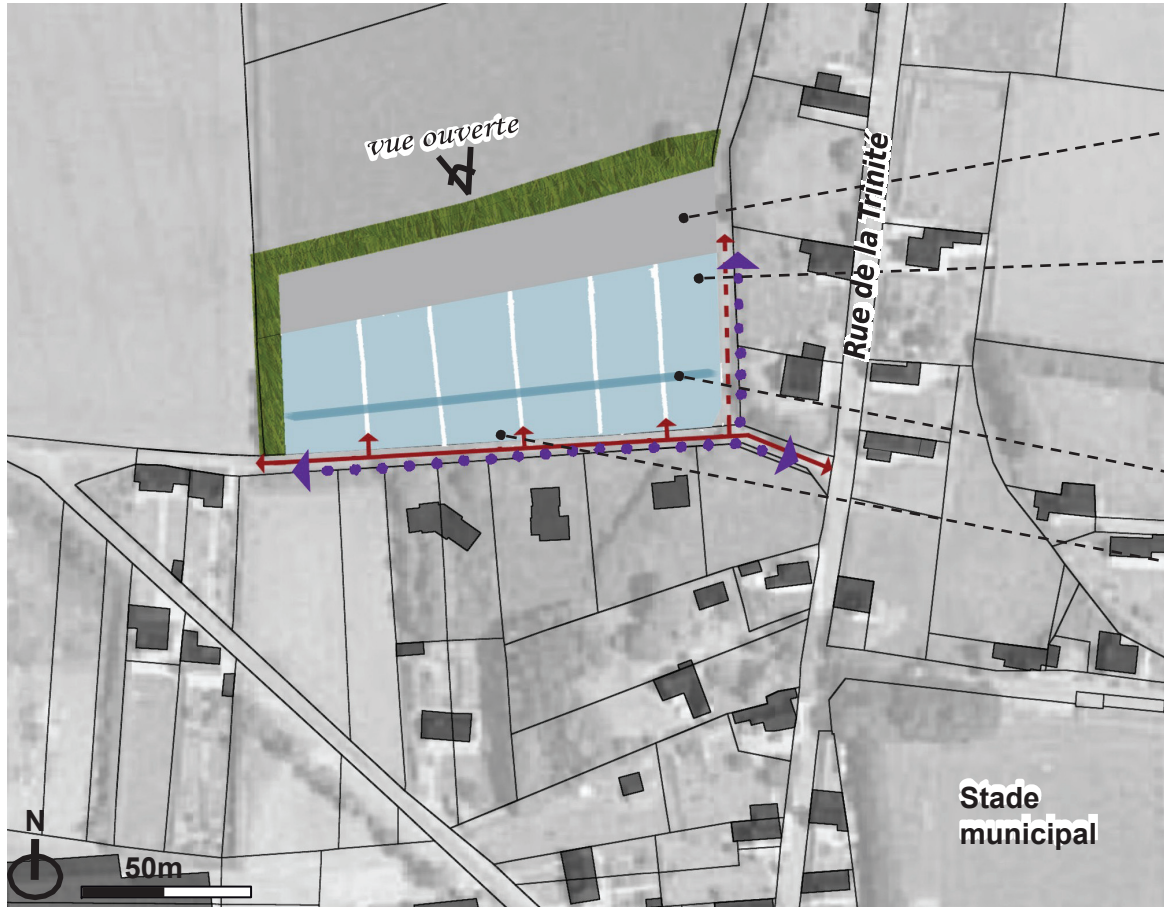 vue ouverte
Rue de la Trinité
Stade
municipal
N
50m